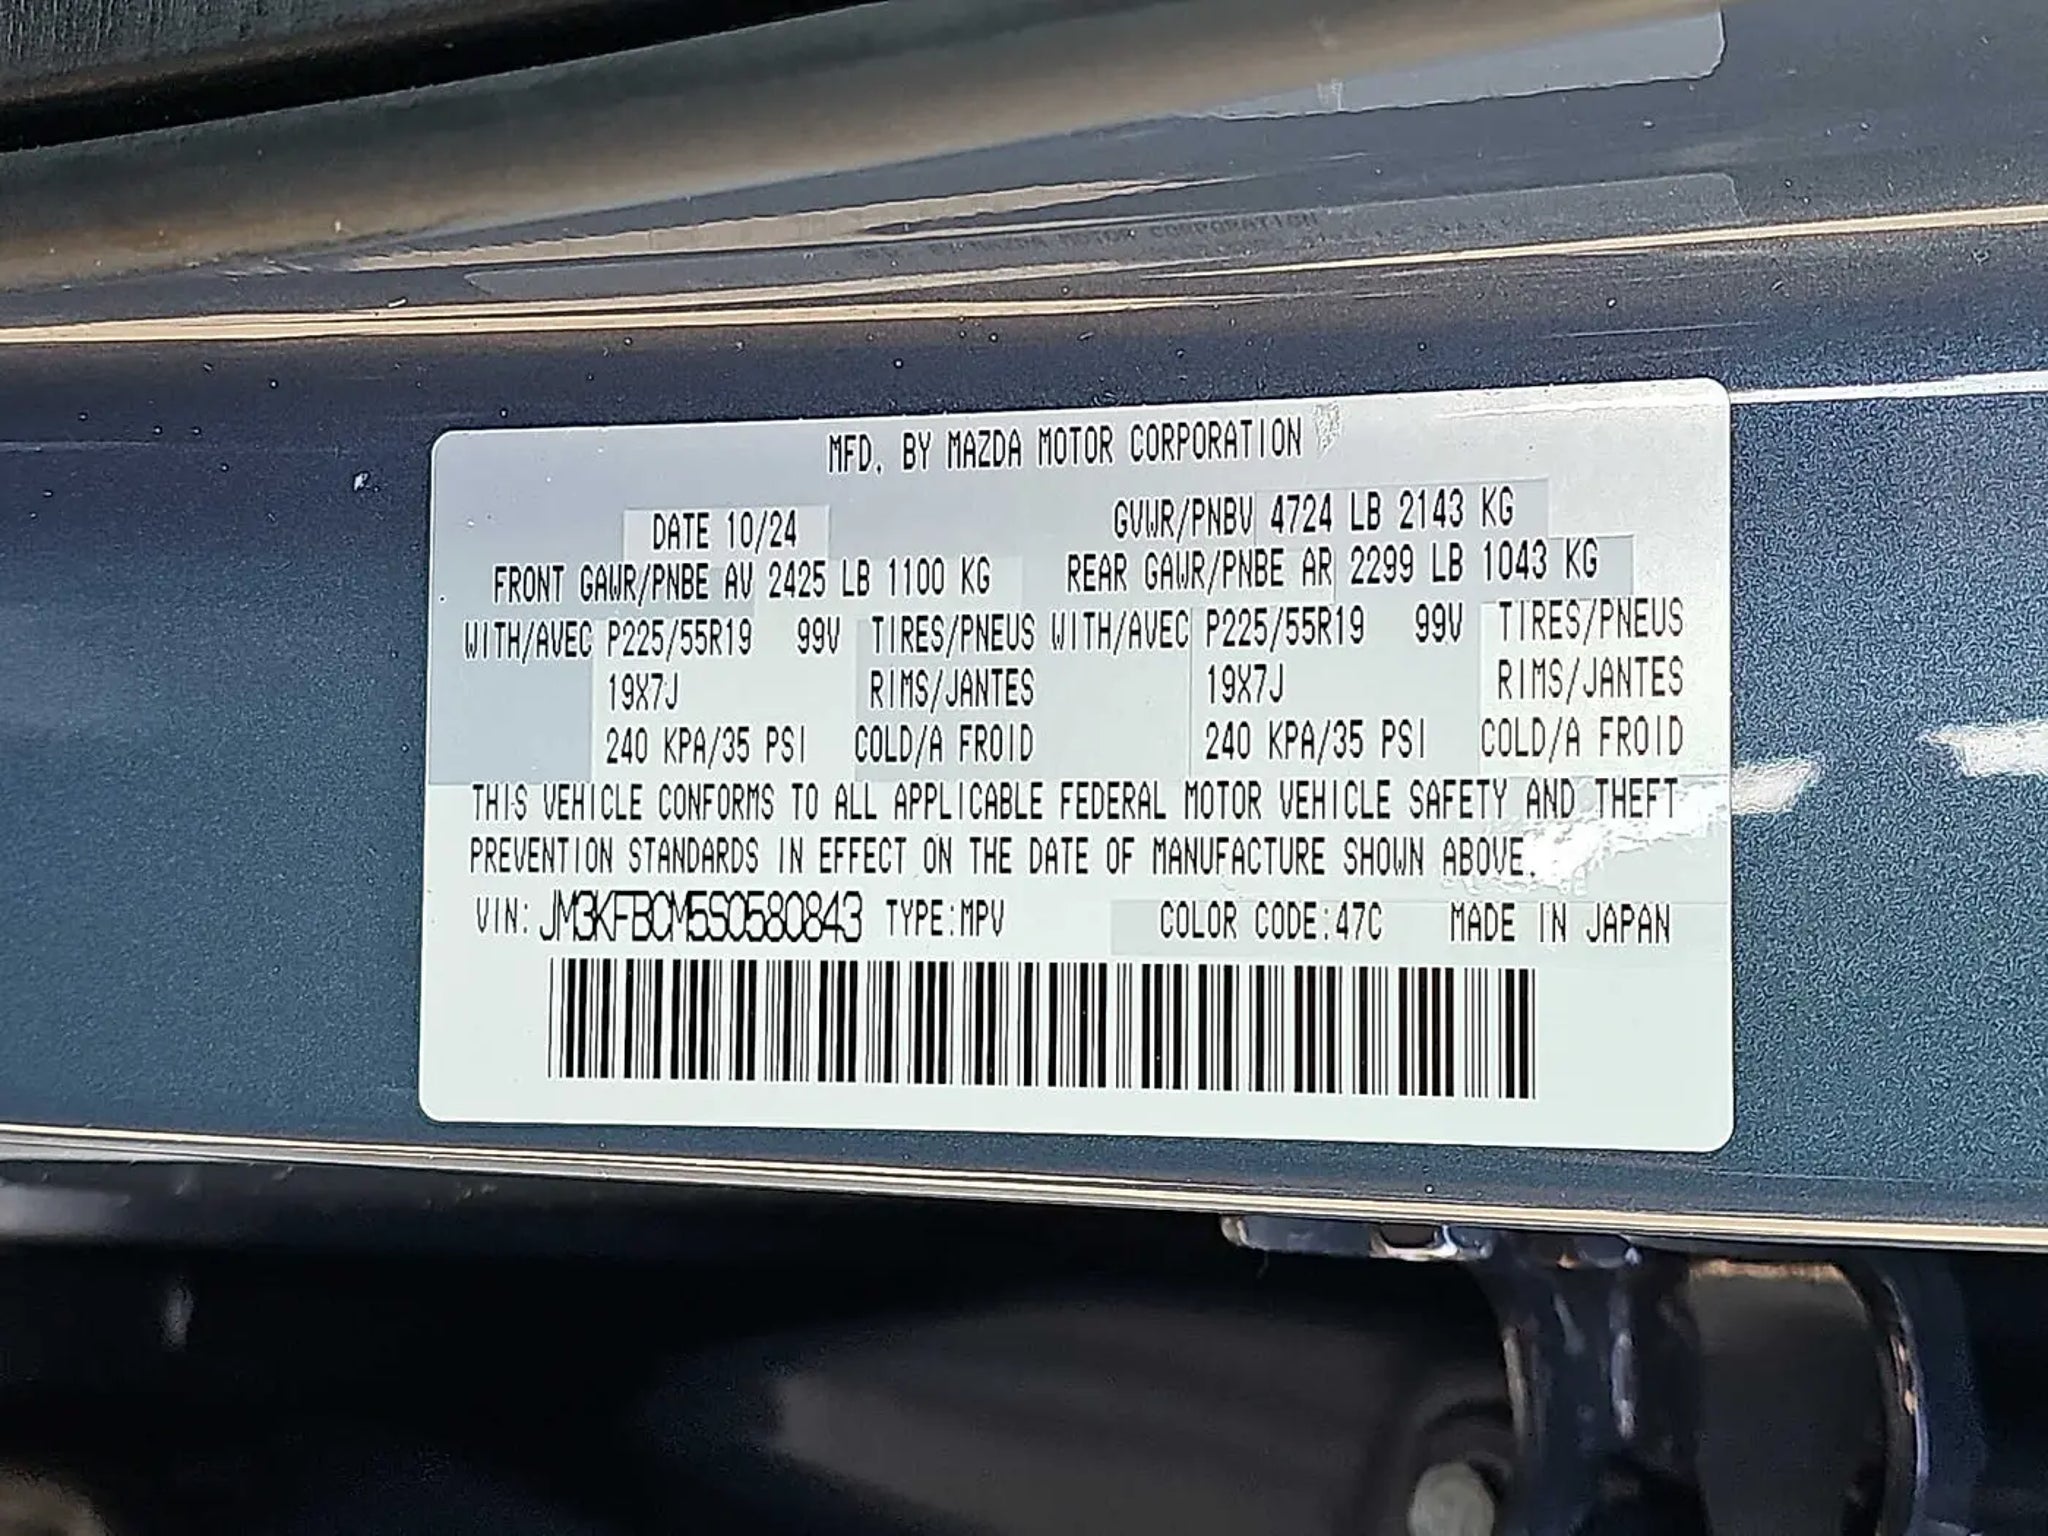 MFD. BY MAZDA MOTOR CORPORATION
DATE 10/24 GVWR/PNBV 4724 LB 2143 KG
FRONT GAWR/PNBE AV 2425 LB 1100 KG REAR GAWR/PNBE AR 2299 LB 1043 KG
WITH/AVEC P225/55R19 99V TIRES/PNEUS WITH/AVEC P225/55R19 99V TIRES/PNEUS
19X7J RIMS/JANTES 19X7J RIMS/JANTES
240 KPA/35 PSI COLD/A FROID 240 KPA/35 PSI COLD/A FROID
THIS VEHICLE CONFORMS TO ALL APPLICABLE FEDERAL MOTOR VEHICLE SAFETY AND THEFT
PREVENTION STANDARDS IN EFFECT ON THE DATE OF MANUFACTURE SHOWN ABOVE.
VIN: JM3KFBCM5S0580843 TYPE:MPV COLOR CODE:47C MADE IN JAPAN